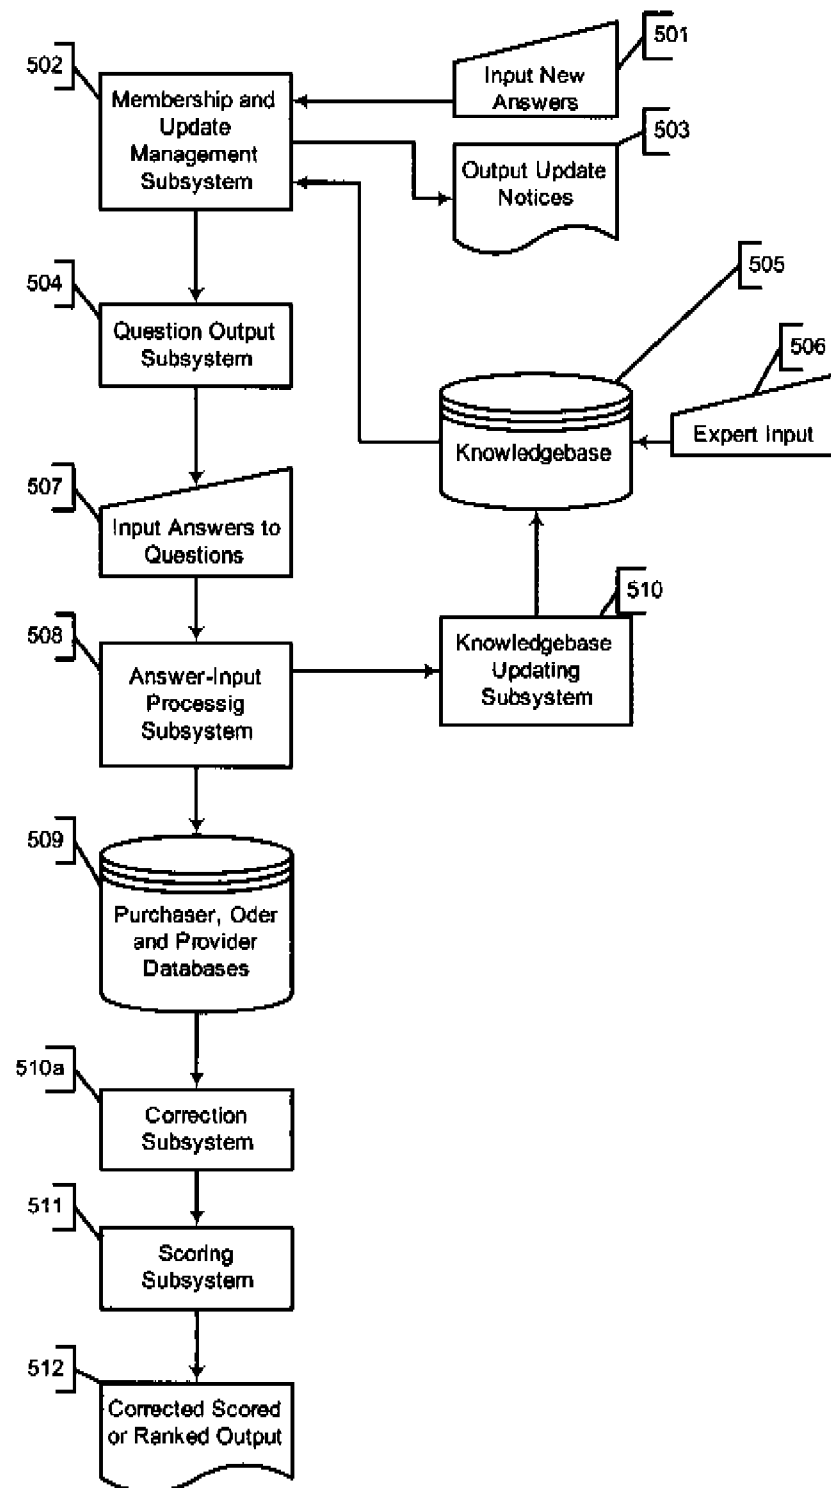 501
Input New
Answers
502
Membership and
Update
Management
Subsystem
503
Output Update
Notices
504
Question Output
Subsystem
505
Knowledgebase
506
Expert Input
507
Input Answers to
Questions
508
Answer-Input
Processig
Subsystem
510
Knowledgebase
Updating
Subsystem
509
Purchaser, Oder
and Provider
Databases
510a
Correction
Subsystem
511
Scoring
Subsystem
512
Corrected Scored
or Ranked Output